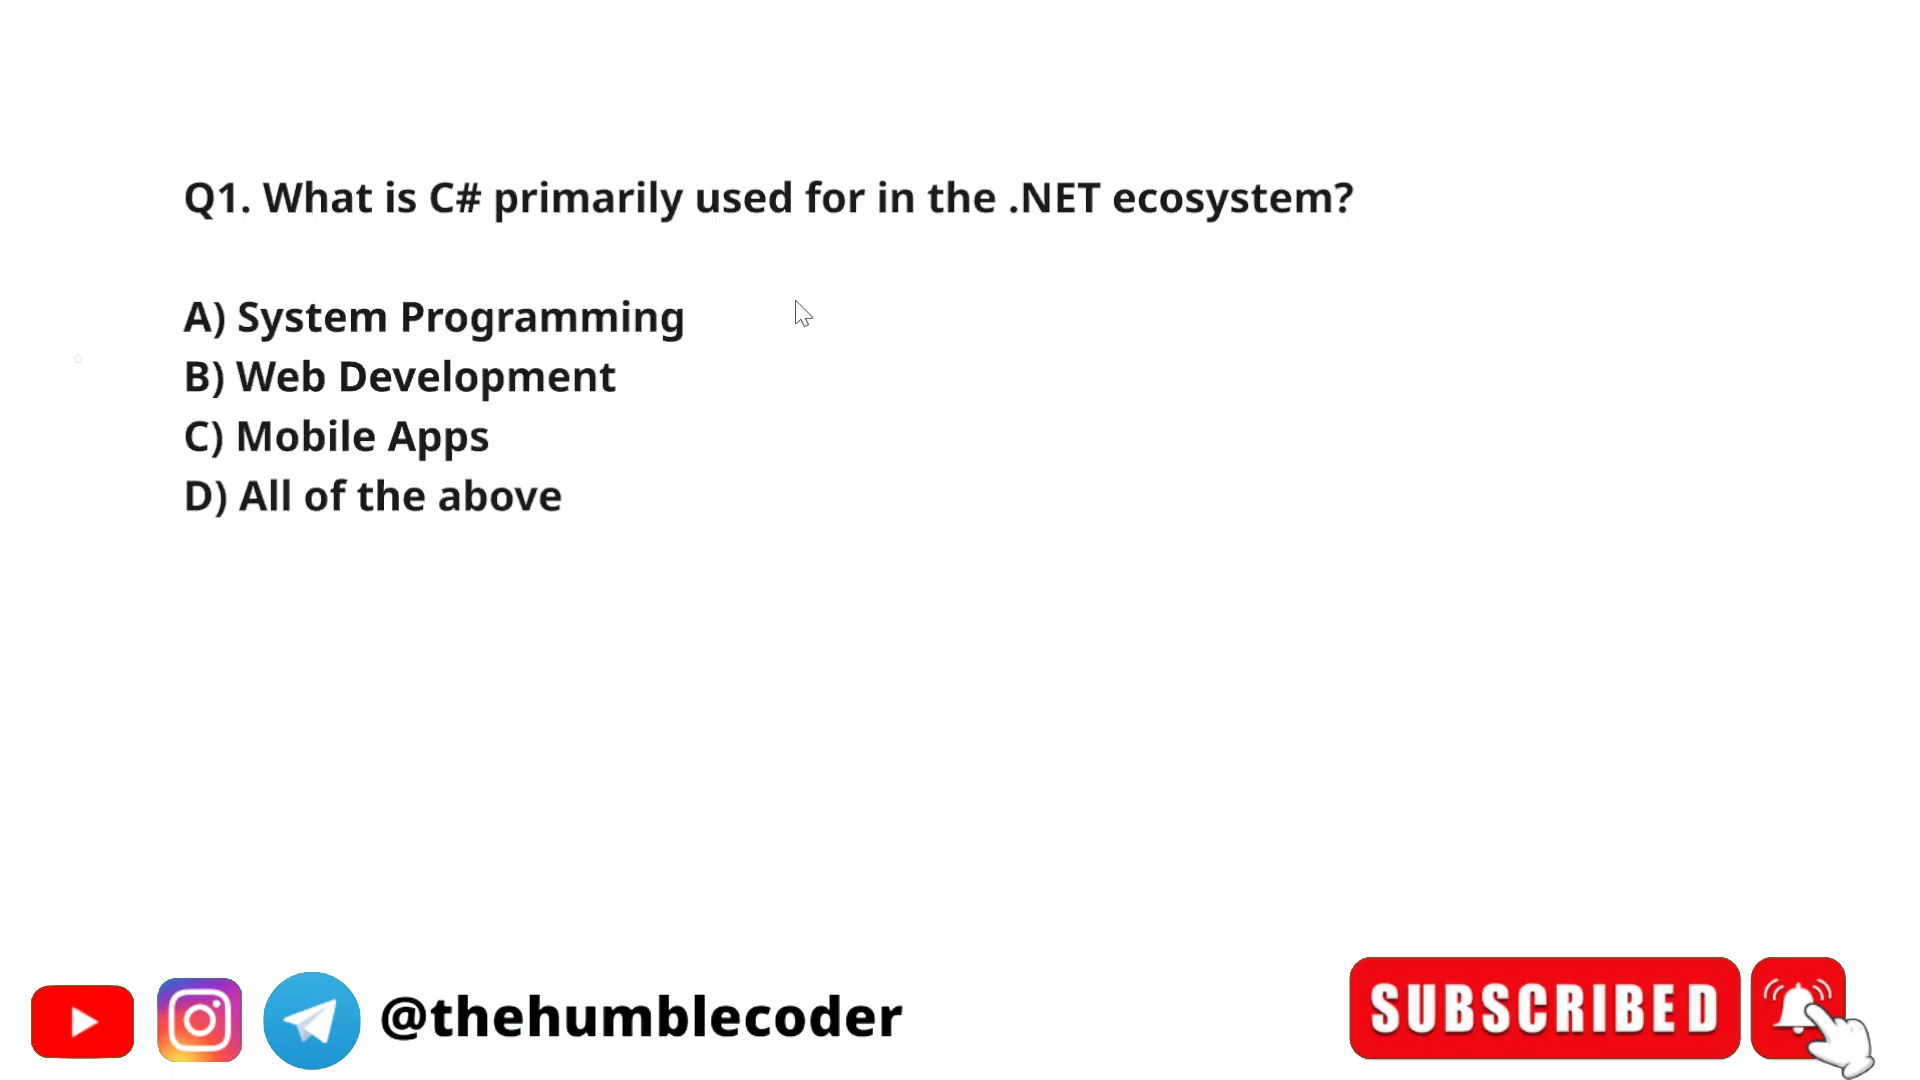 Q1. What is C# primarily used for in the .NET ecosystem?
A) System Programming
B) Web Development
C) Mobile Apps
D) All of the above
@thehumblecoder
SUBSCRIBED